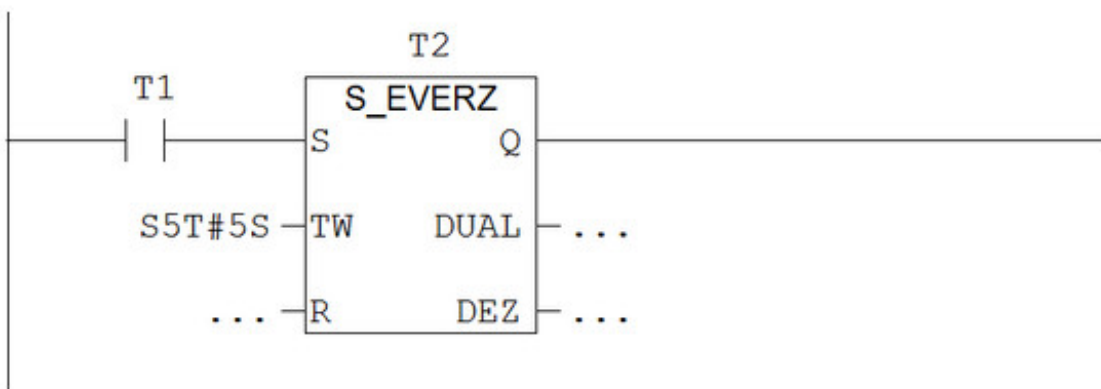 T2
T1
S_EVERZ
S Q
S5T#5S TW DUAL ...
... R DEZ ...